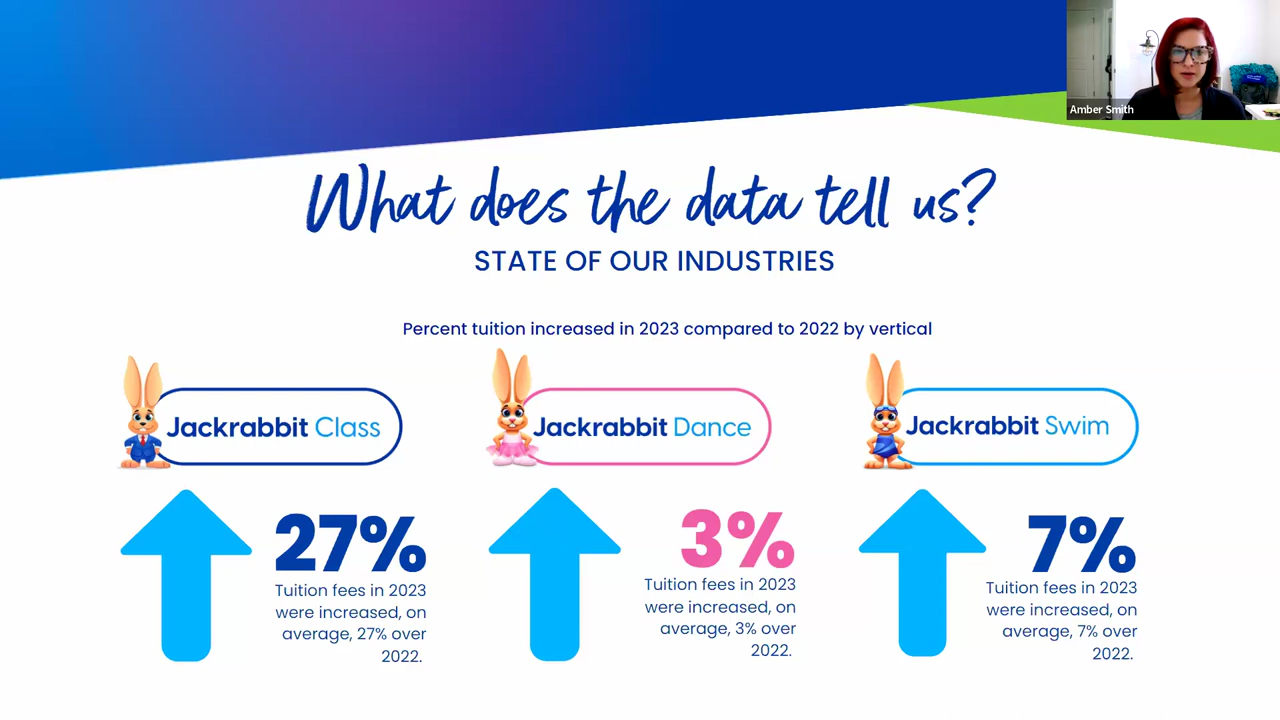 Amber Smith
What does the data tell us?
STATE OF OUR INDUSTRIES
Percent tuition increased in 2023 compared to 2022 by vertical
Jackrabbit Class
Jackrabbit Dance
Jackrabbit Swim
27%
Tuition fees in 2023
were increased, on
average, 27% over
2022.
3%
Tuition fees in 2023
were increased, on
average, 3% over
2022.
7%
Tuition fees in 2023
were increased, on
average, 7% over
2022.